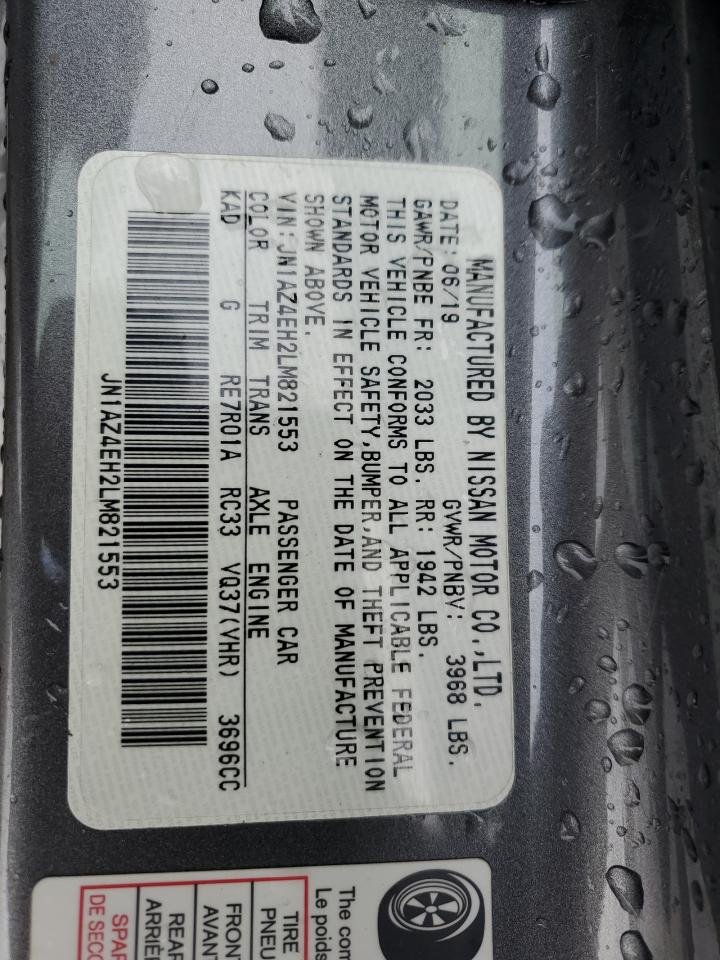 MANUFACTURED BY NISSAN MOTOR CO.,LTD.
DATE: 06/19 GVWR/PNBV: 3968 LBS.
GAWR/PNBE FR: 2033 LBS. RR: 1942 LBS.
THIS VEHICLE CONFORMS TO ALL APPLICABLE FEDERAL
MOTOR VEHICLE SAFETY,BUMPER,AND THEFT PREVENTION
STANDARDS IN EFFECT ON THE DATE OF MANUFACTURE
SHOWN ABOVE.
VIN:JN1AZ4EH2LM821553 PASSENGER CAR
COLOR TRIM TRANS AXLE ENGINE
KAD G RE7R01A RC33 VQ37(VHR) 3696CC
JN1AZ4EH2LM821553
The com
Le poids
TIRE
PNEU
FRONT
AVAN
REAR
ARRIÈR
SPAR
DE SECO